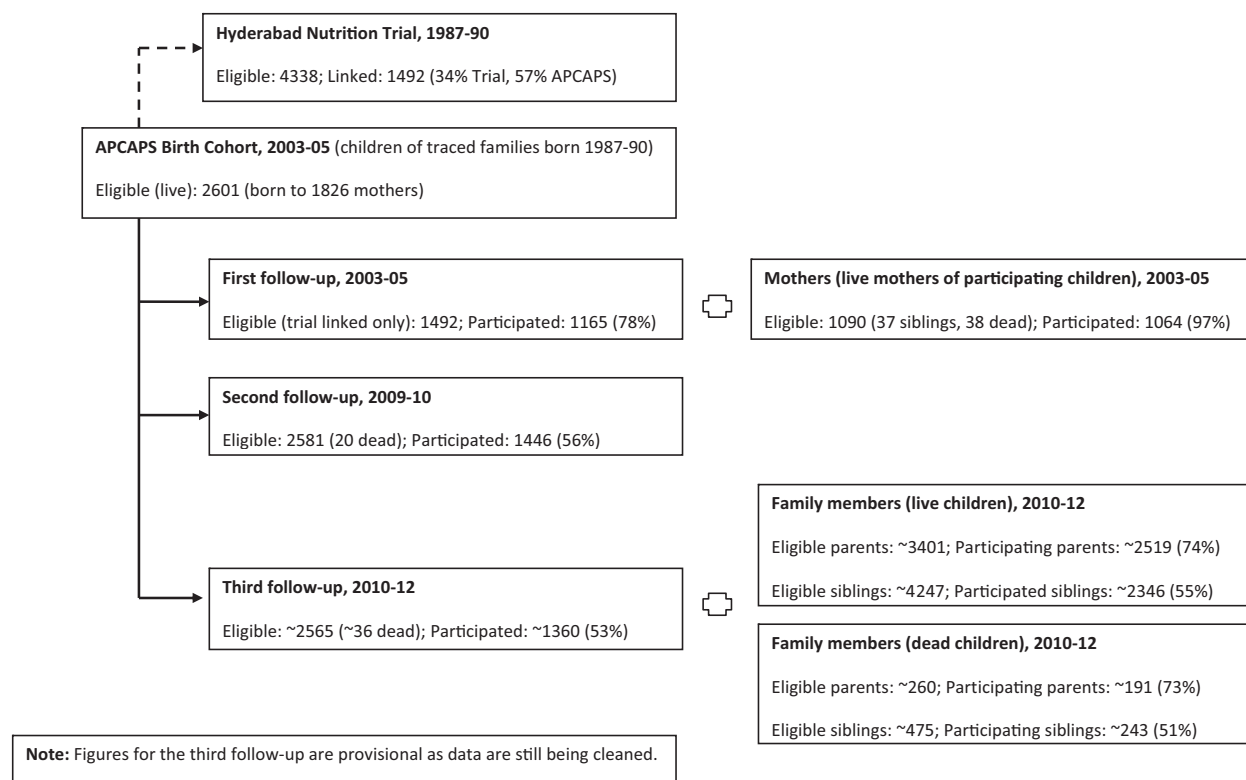 Hyderabad Nutrition Trial, 1987-90
Eligible: 4338; Linked: 1492 (34% Trial, 57% APCAPS)
APCAPS Birth Cohort, 2003-05 (children of traced families born 1987-90)
Eligible (live): 2601 (born to 1826 mothers)
First follow-up, 2003-05
Eligible (trial linked only): 1492; Participated: 1165 (78%)
Mothers (live mothers of participating children), 2003-05
Eligible: 1090 (37 siblings, 38 dead); Participated: 1064 (97%)
Second follow-up, 2009-10
Eligible: 2581 (20 dead); Participated: 1446 (56%)
Family members (live children), 2010-12
Eligible parents: ~3401; Participating parents: ~2519 (74%)
Eligible siblings: ~4247; Participated siblings: ~2346 (55%)
Third follow-up, 2010-12
Eligible: ~2565 (~36 dead); Participated: ~1360 (53%)
Family members (dead children), 2010-12
Eligible parents: ~260; Participating parents: ~191 (73%)
Eligible siblings: ~475; Participating siblings: ~243 (51%)
Note: Figures for the third follow-up are provisional as data are still being cleaned.